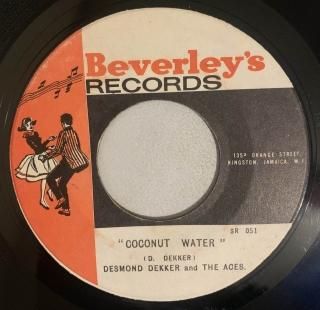 Beverley's
RECORDS
135ᴬ ORANGE STREET,
KINGSTON, JAMAICA, W.I
SR 051
"COCONUT WATER"
(D. DEKKER)
DESMOND DEKKER and THE ACES.